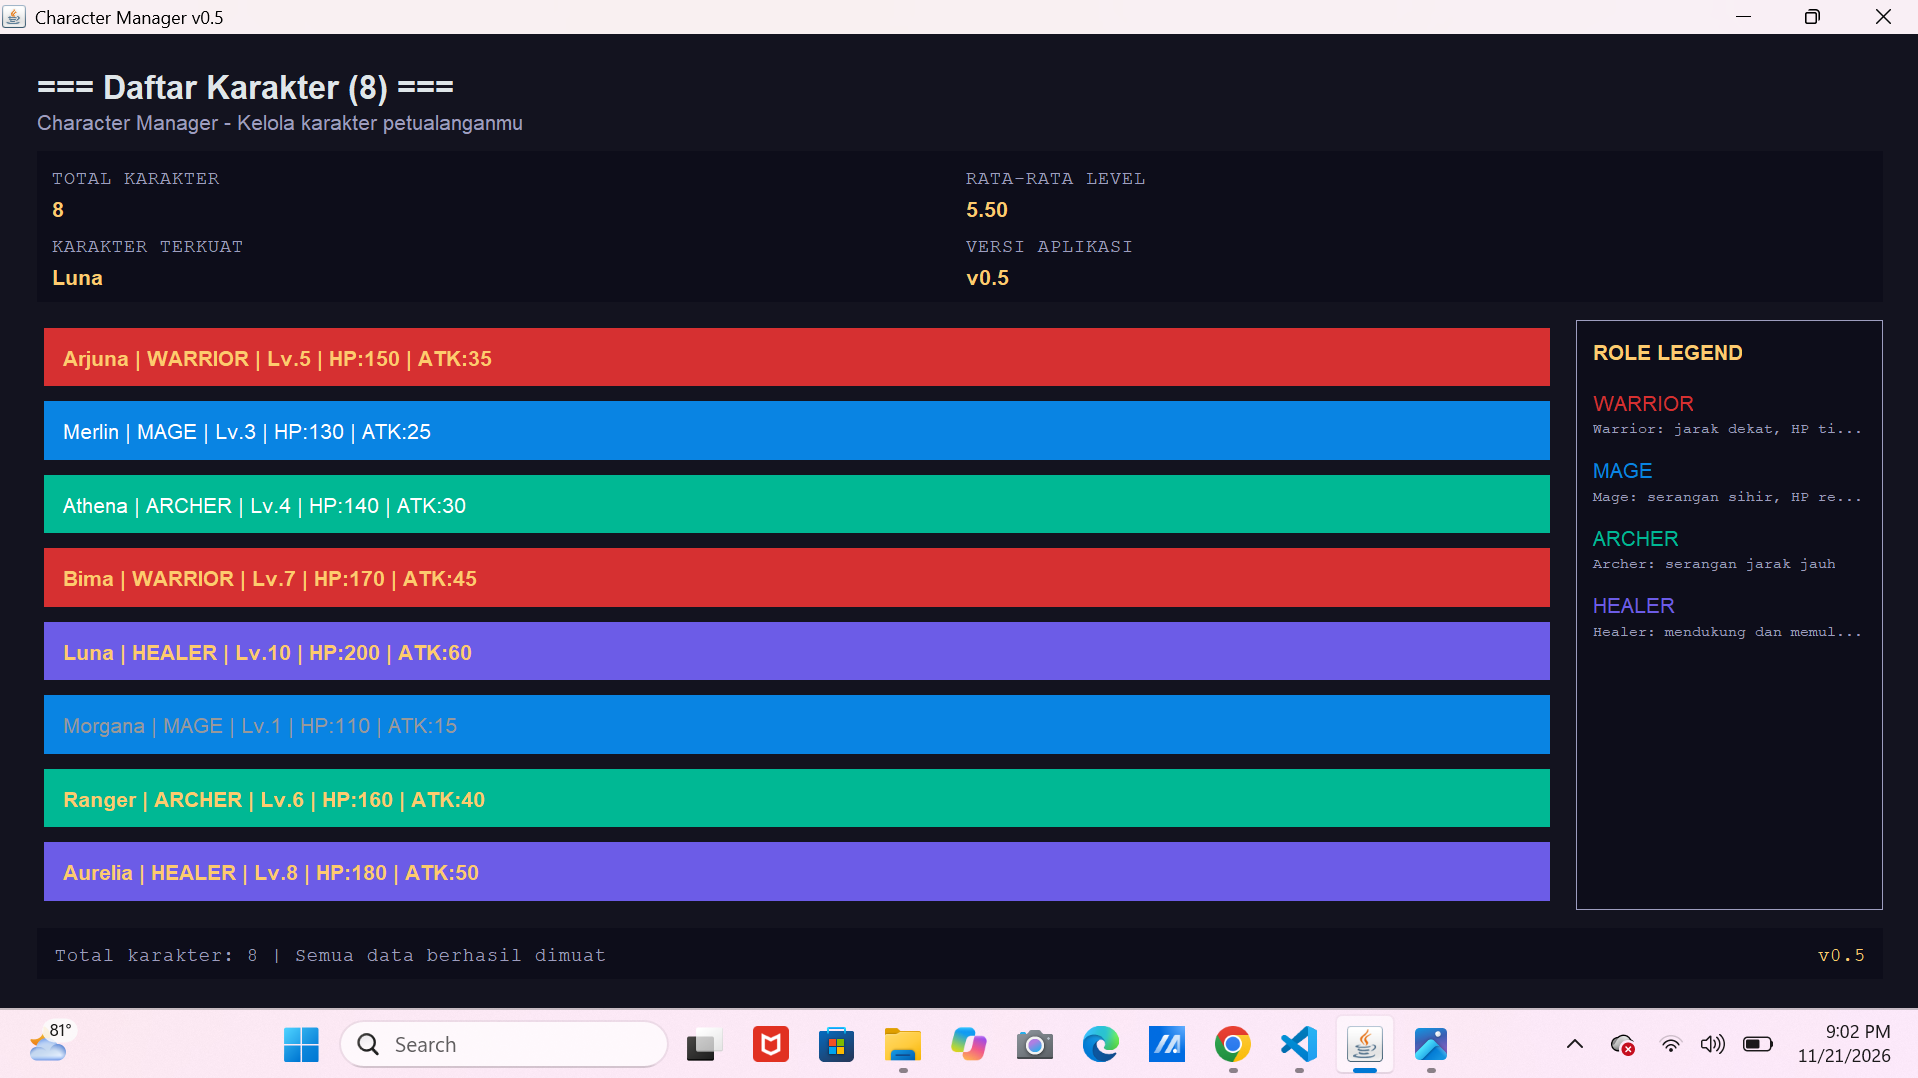 Character Manager v0.5
=== Daftar Karakter (8) ===
Character Manager - Kelola karakter petualanganmu
TOTAL KARAKTER
8
RATA-RATA LEVEL
5.50
KARAKTER TERKUAT
Luna
VERSI APLIKASI
v0.5
Arjuna | WARRIOR | Lv.5 | HP:150 | ATK:35
Merlin | MAGE | Lv.3 | HP:130 | ATK:25
Athena | ARCHER | Lv.4 | HP:140 | ATK:30
Bima | WARRIOR | Lv.7 | HP:170 | ATK:45
Luna | HEALER | Lv.10 | HP:200 | ATK:60
Morgana | MAGE | Lv.1 | HP:110 | ATK:15
Ranger | ARCHER | Lv.6 | HP:160 | ATK:40
Aurelia | HEALER | Lv.8 | HP:180 | ATK:50
ROLE LEGEND
WARRIOR
Warrior: jarak dekat, HP ti...
MAGE
Mage: serangan sihir, HP re...
ARCHER
Archer: serangan jarak jauh
HEALER
Healer: mendukung dan memul...
Total karakter: 8 | Semua data berhasil dimuat
v0.5
81°
Search
9:02 PM
11/21/2026